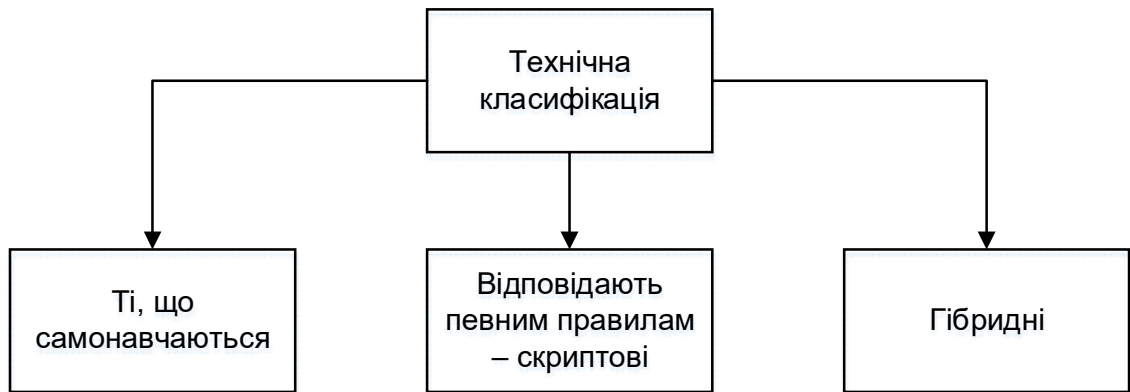 Технічна
класифікація
Ті, що
самонавчаються
Відповідають
певним правилам
– скриптові
Гібридні